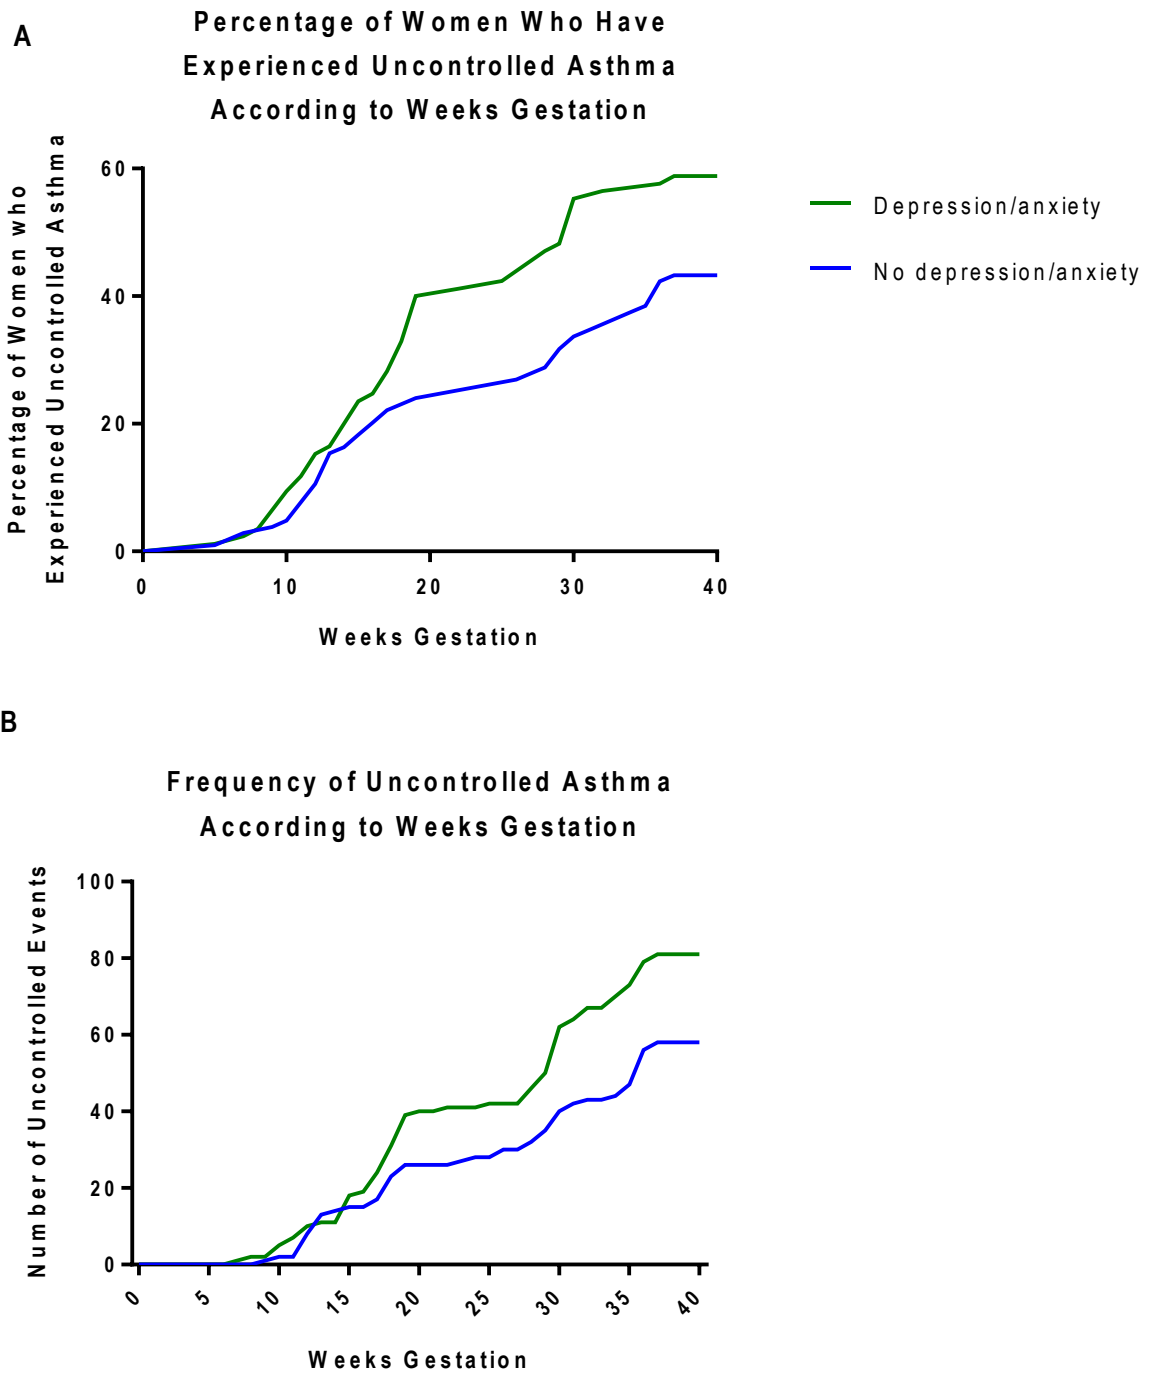 A
Percentage of Women Who Have
Experienced Uncontrolled Asthma
According to Weeks Gestation
Percentage of Women who
Experienced Uncontrolled Asthma
60
40
20
0
0 10 20 30 40
Weeks Gestation
Depression/anxiety
No depression/anxiety
B
Frequency of Uncontrolled Asthma
According to Weeks Gestation
Number of Uncontrolled Events
100
80
60
40
20
0
0 5 10 15 20 25 30 35 40
Weeks Gestation